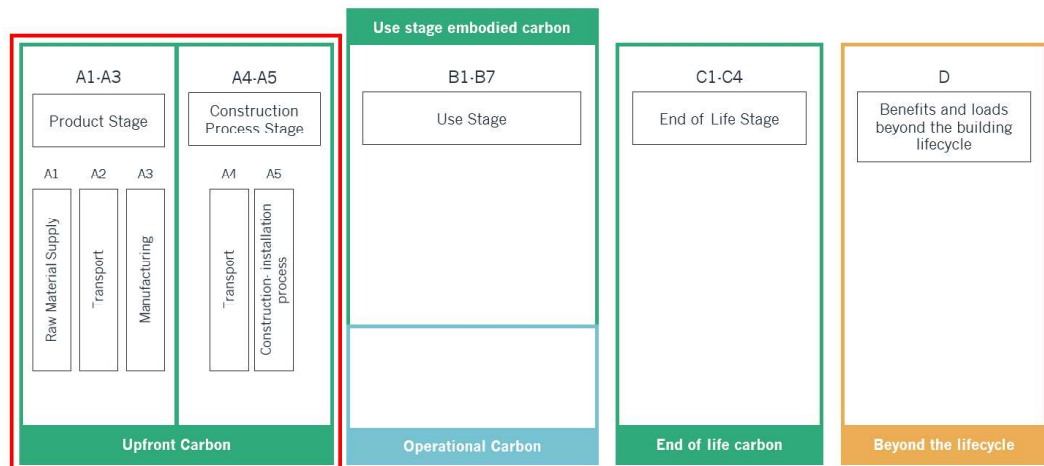 Use stage embodied carbon
A1-A3
Product Stage
A1
A2
A3
Raw Material Supply
Transport
Manufacturing
A4-A5
Construction
Process Stage
A4
A5
Transport
Construction- installation
process
Upfront Carbon
B1-B7
Use Stage
Operational Carbon
C1-C4
End of Life Stage
End of life carbon
D
Benefits and loads
beyond the building
lifecycle
Beyond the lifecycle